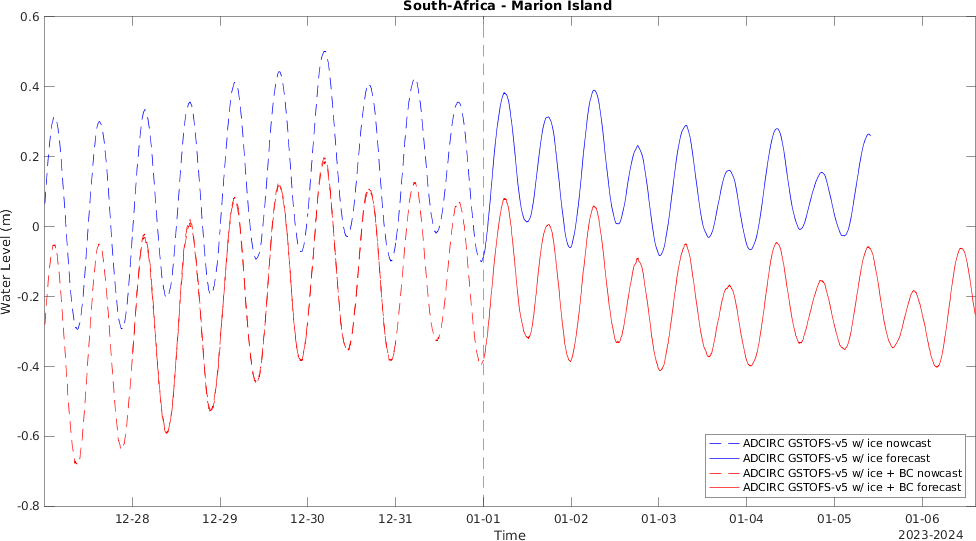 South-Africa - Marion Island
0.6
0.4
0.2
0
-0.2
-0.4
-0.6
-0.8
Water Level (m)
ADCIRC GSTOFS-v5 w/ ice nowcast
ADCIRC GSTOFS-v5 w/ ice forecast
ADCIRC GSTOFS-v5 w/ ice + BC nowcast
ADCIRC GSTOFS-v5 w/ ice + BC forecast
12-28 12-29 12-30 12-31 01-01 01-02 01-03 01-04 01-05 01-06
Time
2023-2024